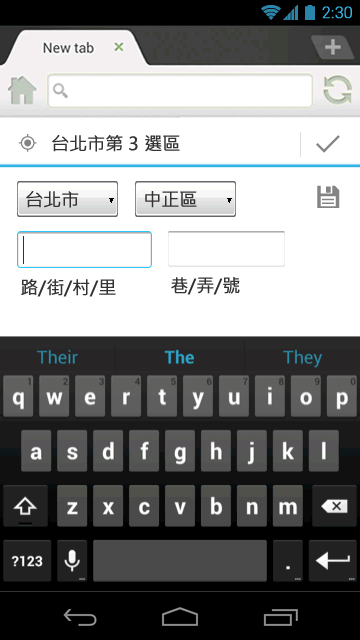 2:30
New tab
台北市第 3 選區
台北市 中正區
路/街/村/里 巷/弄/號
Their The They
1 2 3 4 5 6 7 8 9 0
q w e r t y u i o p
a s d f g h j k l
z x c v b n m
?123 ... . ... ...